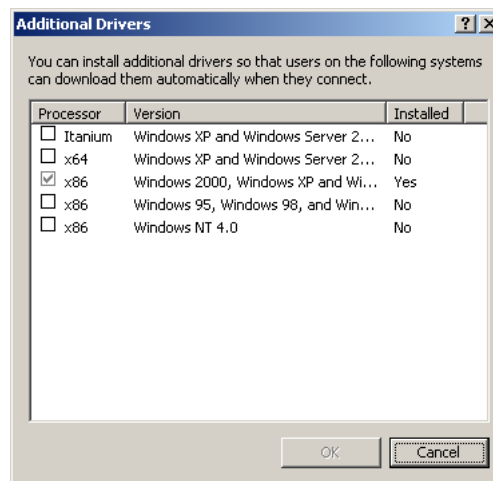 Additional Drivers
You can install additional drivers so that users on the following systems
can download them automatically when they connect.
Processor Version Installed
Itanium Windows XP and Windows Server 2... No
x64 Windows XP and Windows Server 2... No
x86 Windows 2000, Windows XP and Wi... Yes
x86 Windows 95, Windows 98, and Win... No
x86 Windows NT 4.0 No
OK Cancel